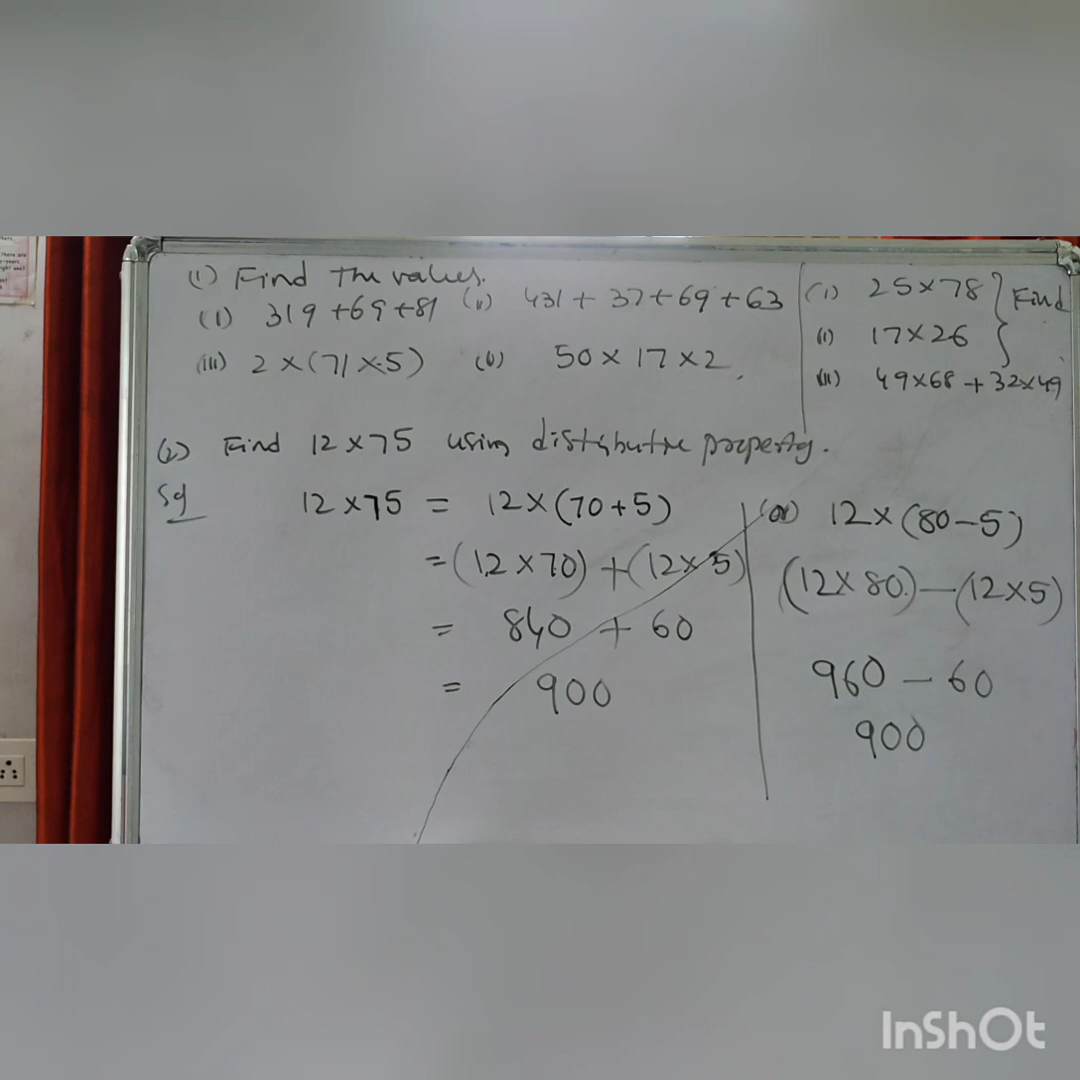 (1) Find the values.
(i) 319 + 69 + 81 (ii) 431 + 37 + 69 + 63
(iii) 2 × (71 × 5) (iv) 50 × 17 × 2
(i) 25 × 78 } Find
(ii) 17 × 26
(iii) 49×68 + 32×49
(2) Find 12 × 75 using distributive property.
Sol
12 × 75 = 12 × (70 + 5)
= (12 × 70) + (12 × 5)
= 840 + 60
= 900
(or) 12 × (80 - 5)
(12 × 80) - (12 × 5)
960 - 60
900
InShOt